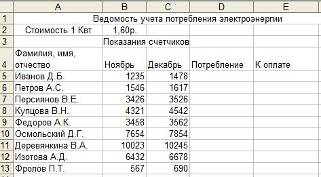 A B C D E
1 Ведомость учета потребления электроэнергии
2 Стоимость 1 Квт 1,60р.
3 Показания счетчиков
Фамилия, имя,
4 отчество Ноябрь Декабрь Потребление К оплате
5 Иванов Д.Б. 1235 1478
6 Петров А.С. 1546 1617
7 Персиянов В.Е. 3426 3526
8 Купцова В.Н. 4321 4542
9 Федоров А.К. 3458 3562
10 Осмольский Д.Г. 7654 7854
11 Деревянкина В.А. 10023 10245
12 Изотова А.Д. 6432 6678
13 Фролов П.Т. 567 690